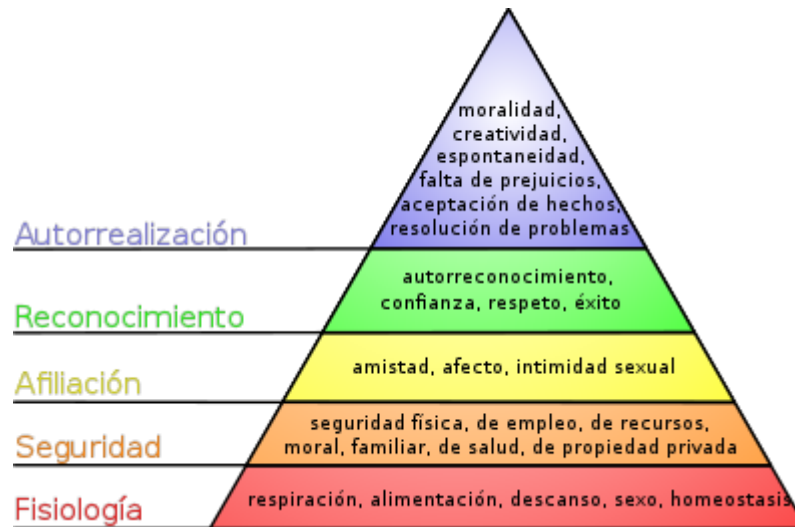 moralidad,
creatividad,
espontaneidad,
falta de prejuicios,
aceptación de hechos,
resolución de problemas
Autorrealización
autorreconocimiento,
confianza, respeto, éxito
Reconocimiento
amistad, afecto, intimidad sexual
Afiliación
seguridad física, de empleo, de recursos,
moral, familiar, de salud, de propiedad privada
Seguridad
respiración, alimentación, descanso, sexo, homeostasis
Fisiología